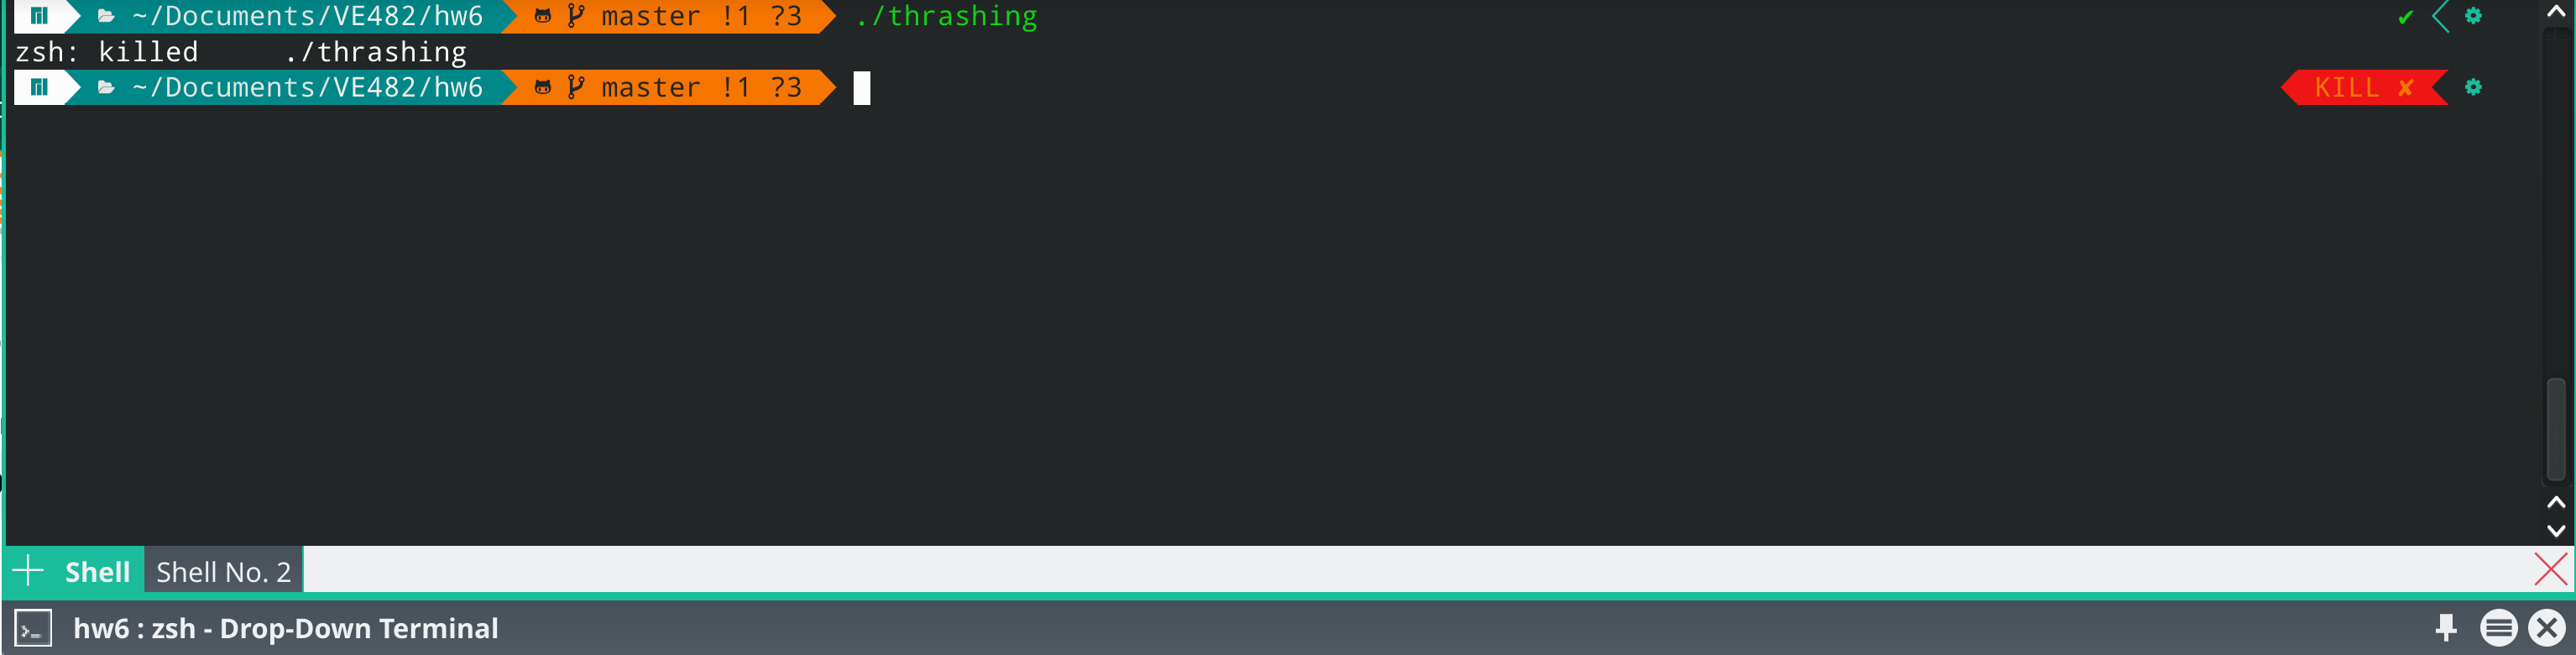 ~/Documents/VE482/hw6 master !1 ?3 ./thrashing ✔
zsh: killed     ./thrashing
~/Documents/VE482/hw6 master !1 ?3 KILL ✘
Shell Shell No. 2
hw6 : zsh - Drop-Down Terminal